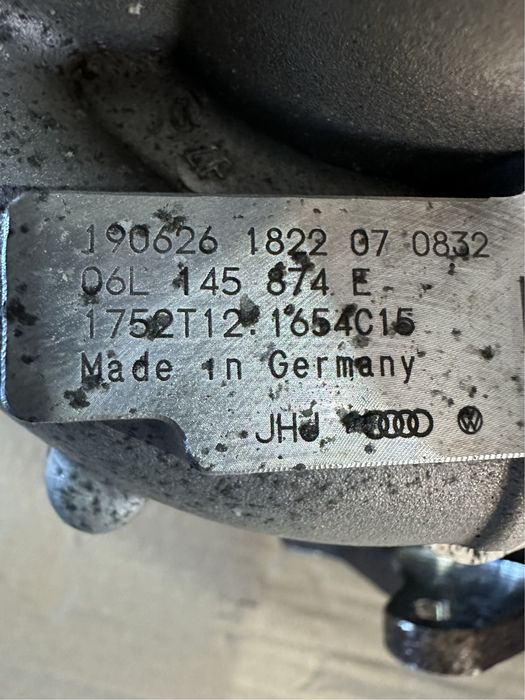 190626 1822 07 0832
06L 145 874 E
1752T12.1654C15
Made in Germany
JHJ